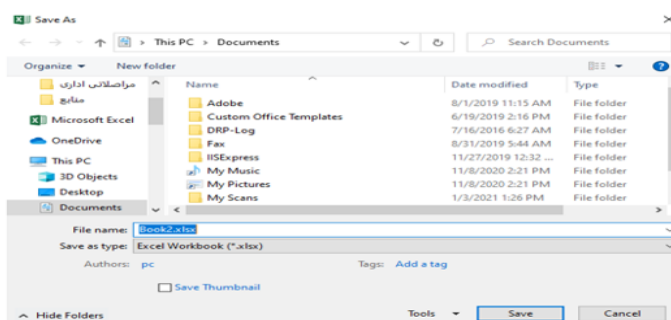 Save As
This PC > Documents
Search Documents
Organize
New folder
مراصلاتی اداری
منابع
Microsoft Excel
OneDrive
This PC
3D Objects
Desktop
Documents
Name Date modified Type
Adobe 8/1/2019 11:15 AM File folder
Custom Office Templates 6/19/2019 2:16 PM File folder
DRP-Log 7/16/2016 6:27 AM File folder
Fax 8/31/2019 5:44 AM File folder
IISExpress 11/27/2019 12:32 ... File folder
My Music 11/8/2020 2:21 PM File folder
My Pictures 11/8/2020 2:21 PM File folder
My Scans 1/3/2021 1:26 PM File folder
File name: Book2.xlsx
Save as type: Excel Workbook (*.xlsx)
Authors: pc Tags: Add a tag
Save Thumbnail
Hide Folders Tools Save Cancel